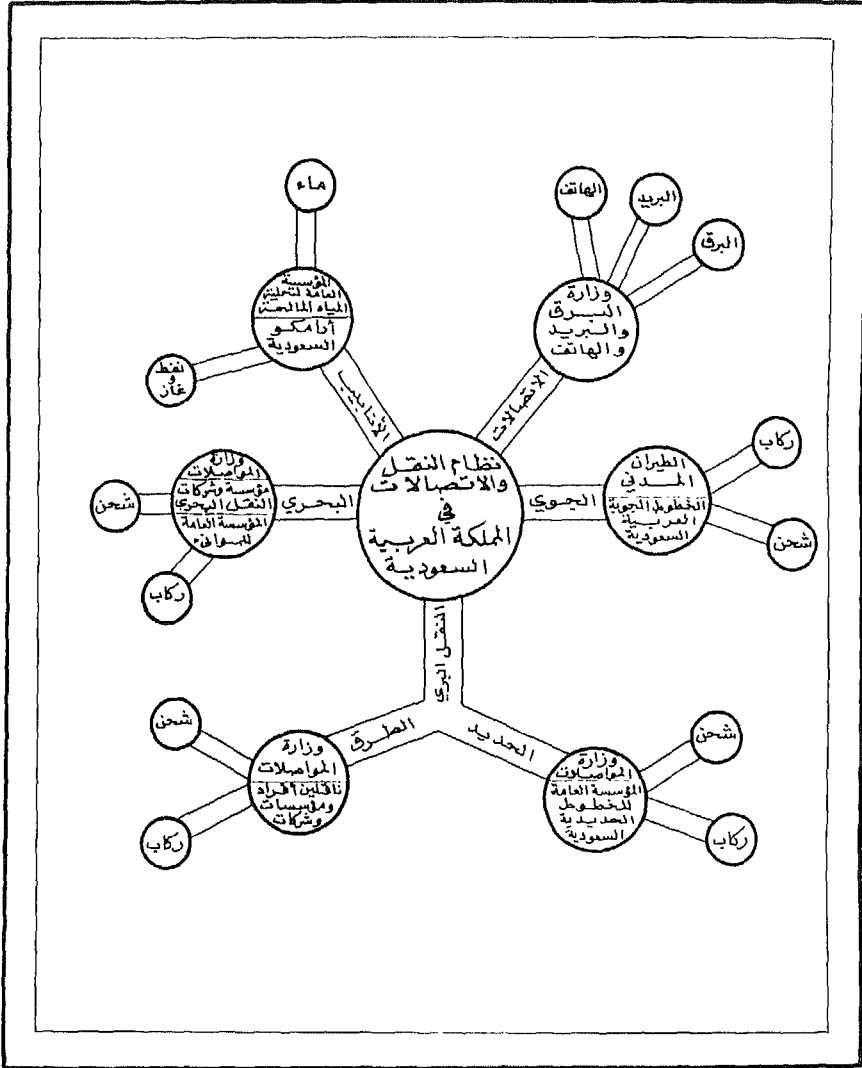 نظام النقل
والاتصالات
في
المملكة العربية
السعودية
الاتصالات
وزارة
البرق
والبريد
والهاتف
الهاتف
البريد
البرق
الجوي
الطيران
المدني
الخطوط الجوية
العربية
السعودية
ركاب
شحن
النقل البري
الحديد
وزارة
المواصلات
المؤسسة العامة
للخطوط
الحديدية
السعودية
شحن
ركاب
الطرق
وزارة
المواصلات
ناقلين أفراد
ومؤسسات
وشركات
شحن
ركاب
البحري
وزارة
المواصلات
مؤسسة وشركات
النقل البحري
المؤسسة العامة
للموانىء
شحن
ركاب
الأنابيب
المؤسسة
العامة لتحلية
المياه المالحة
أرامكو
السعودية
ماء
نفط
و
غاز